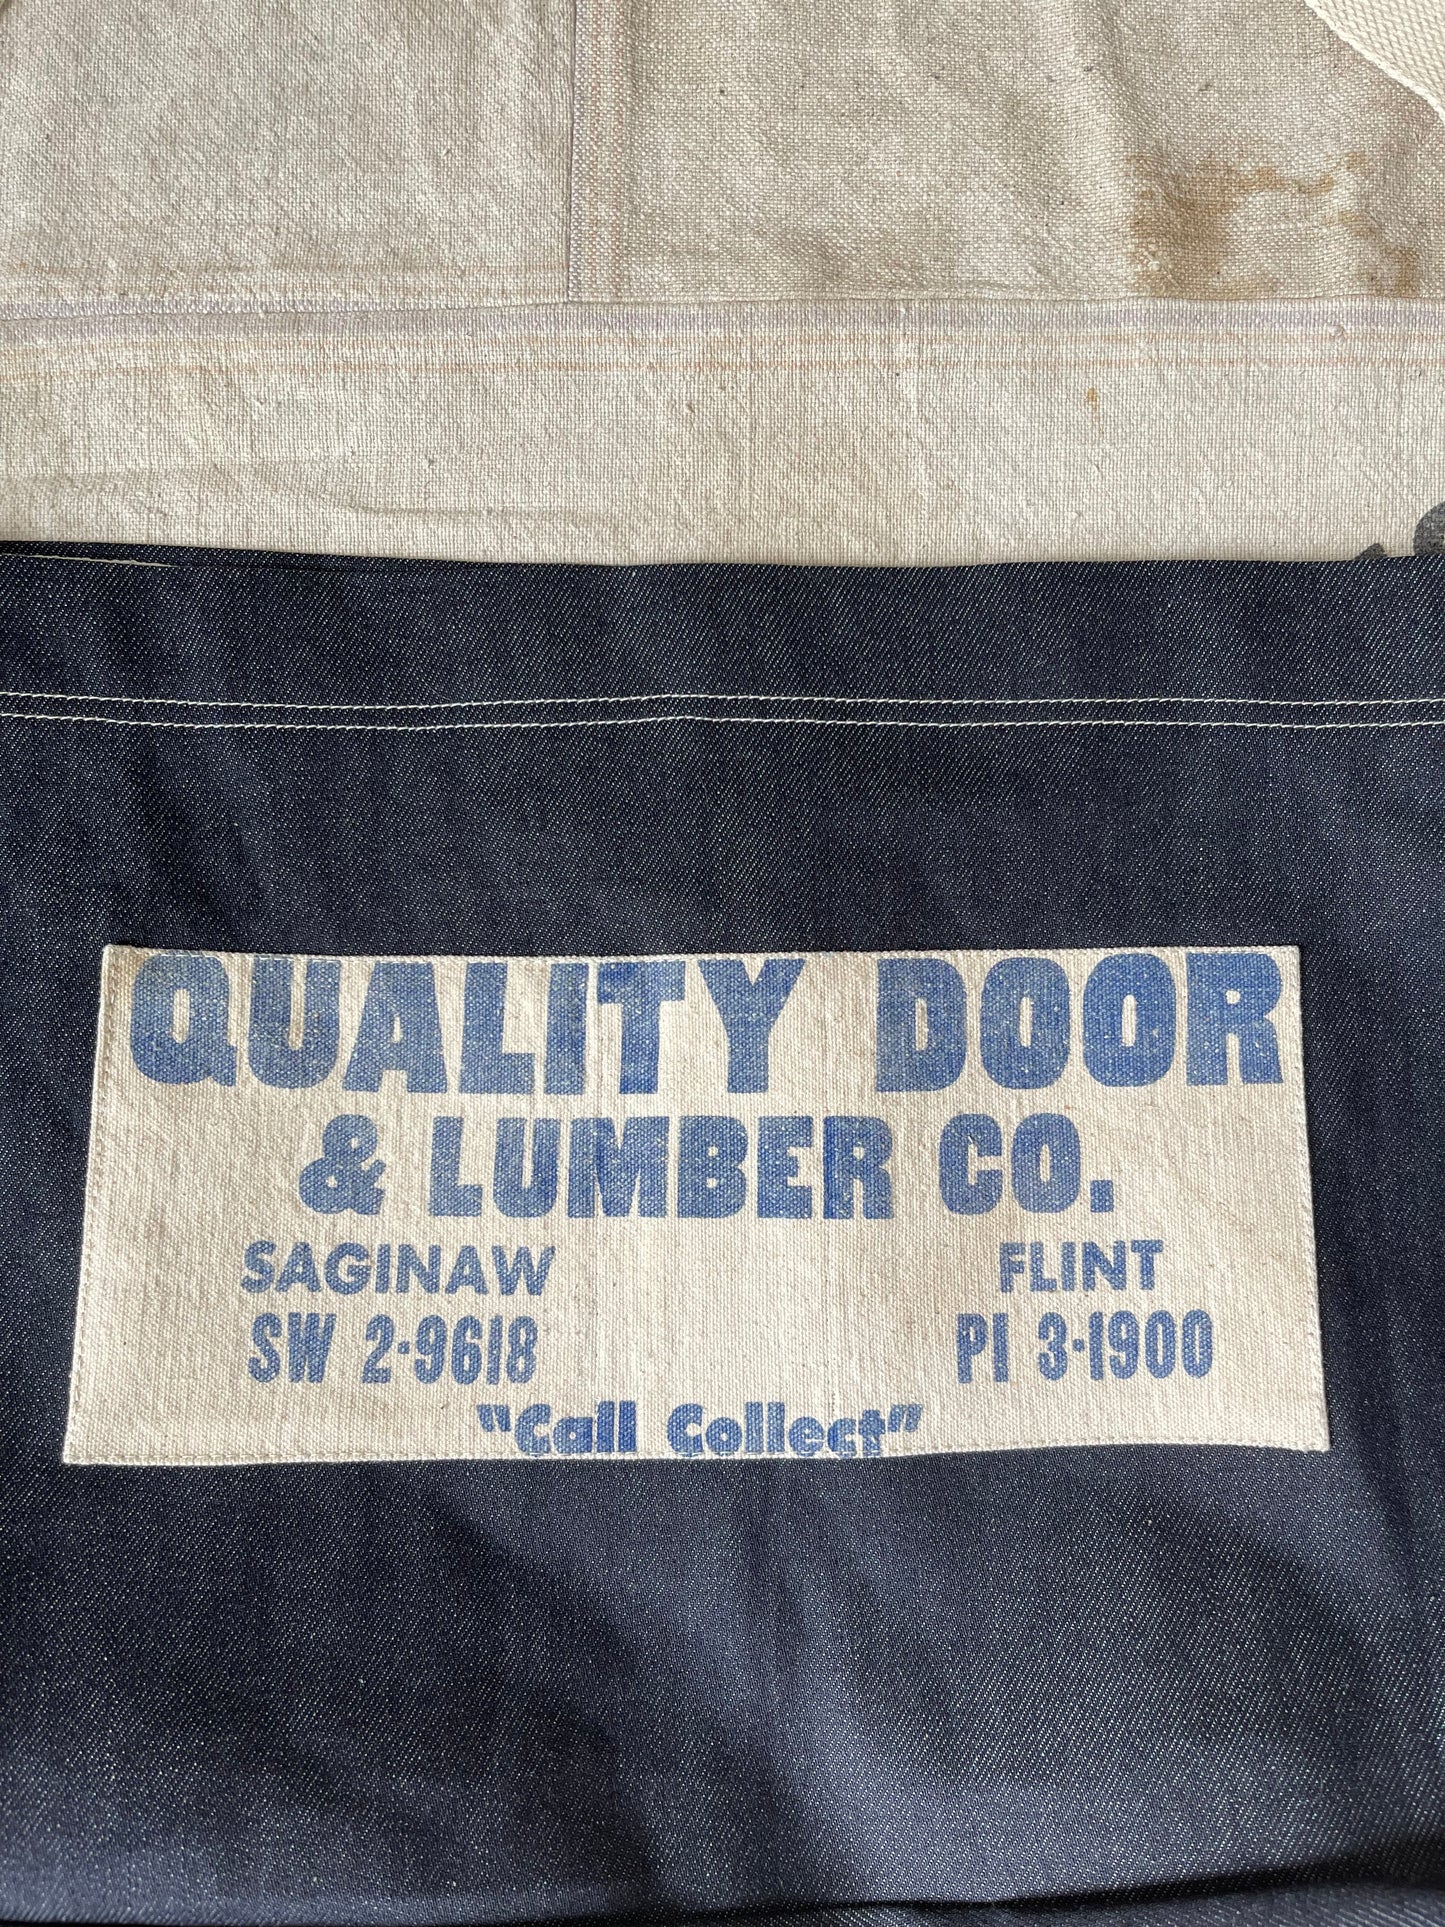 QUALITY DOOR
& LUMBER CO.
SAGINAW FLINT
SW 2-9618 PI 3-1900
"Call Collect"